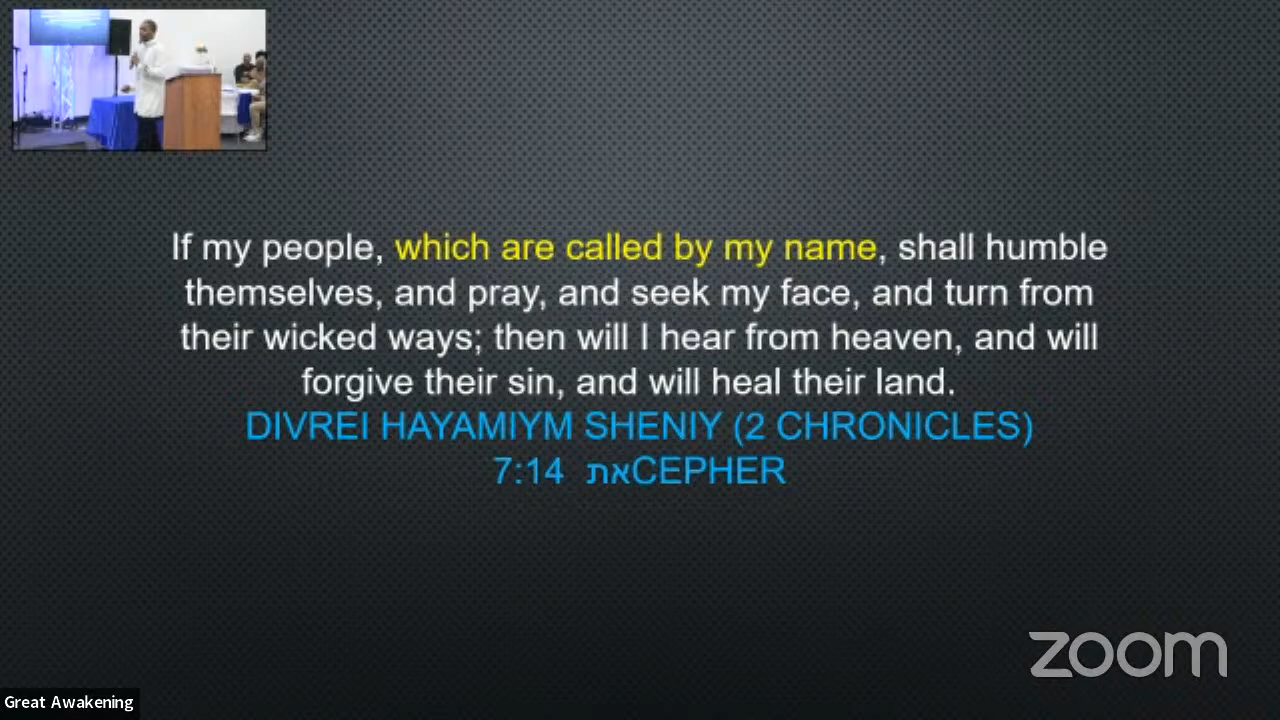 If my people, which are called by my name, shall humble
themselves, and pray, and seek my face, and turn from
their wicked ways; then will I hear from heaven, and will
forgive their sin, and will heal their land.
DIVREI HAYAMIYM SHENIY (2 CHRONICLES)
7:14 אתCEPHER
zoom
Great Awakening